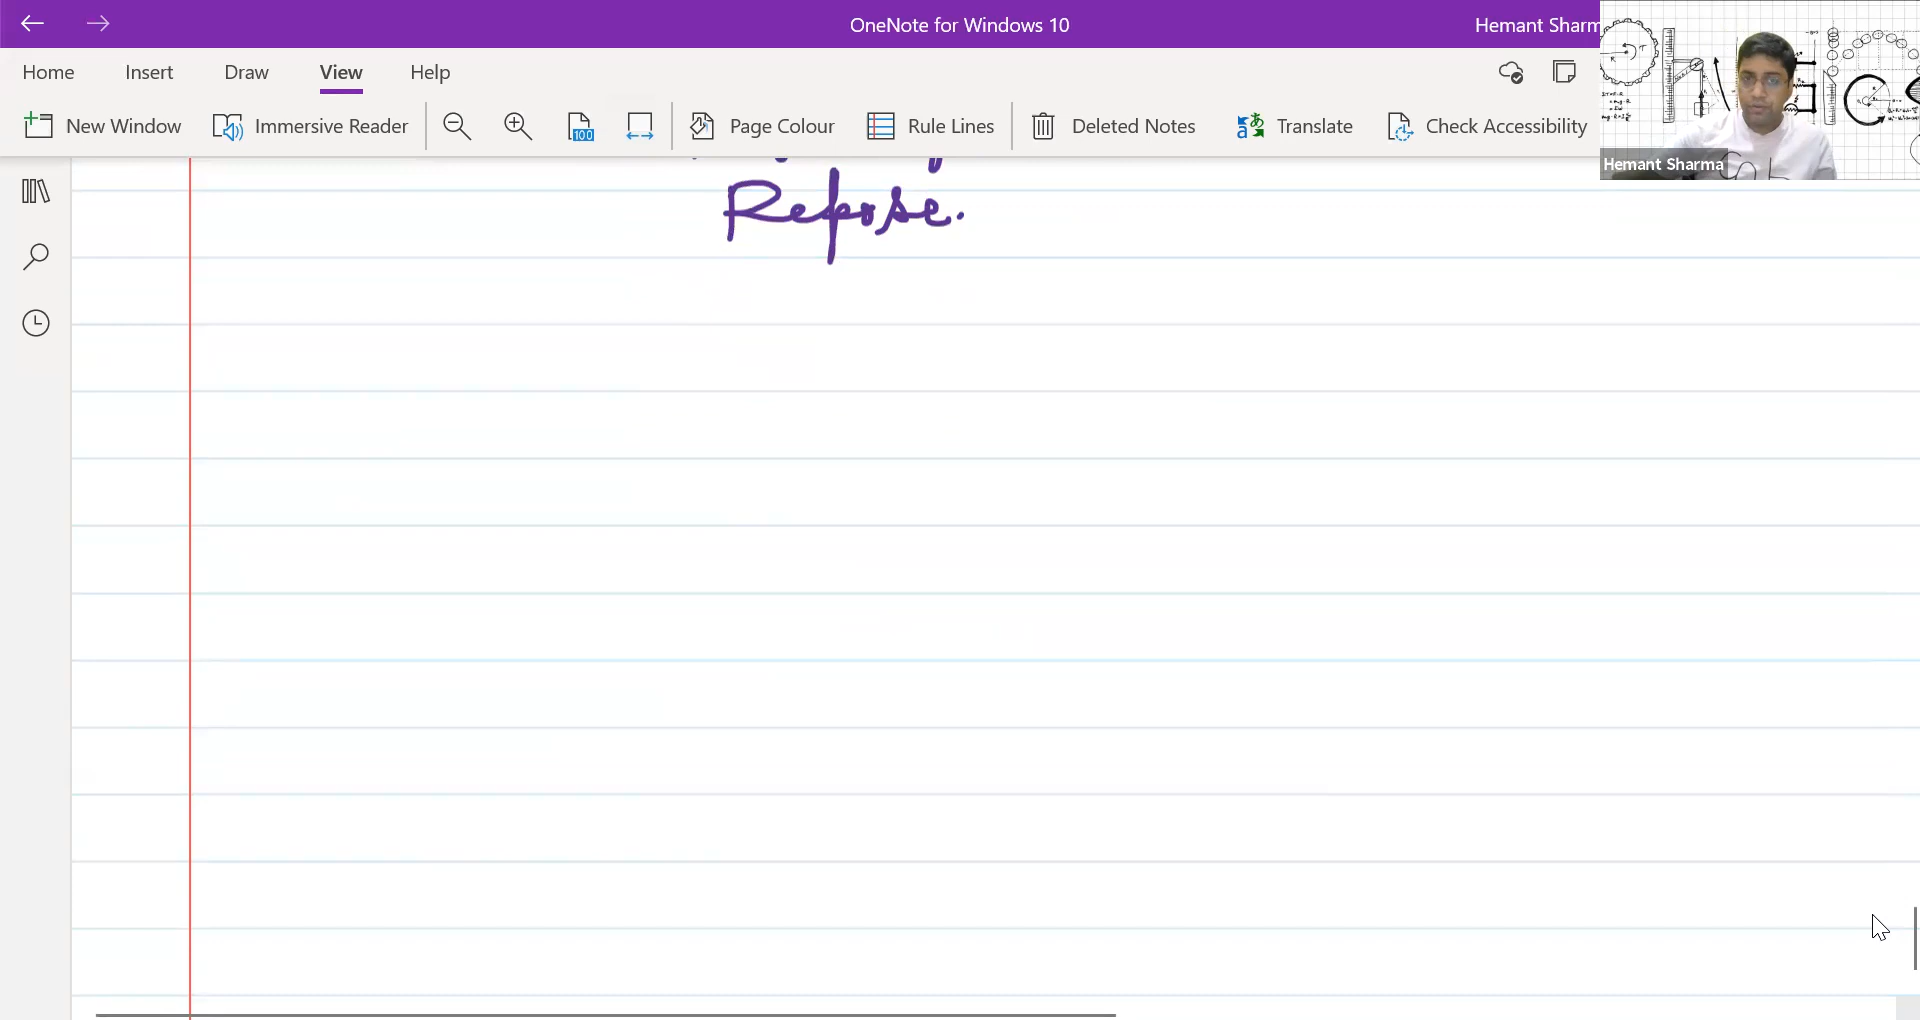 OneNote for Windows 10
Hemant Sharm
Home Insert Draw View Help
New Window Immersive Reader 100 Page Colour Rule Lines Deleted Notes Translate Check Accessibility
Hemant Sharma
Repose.